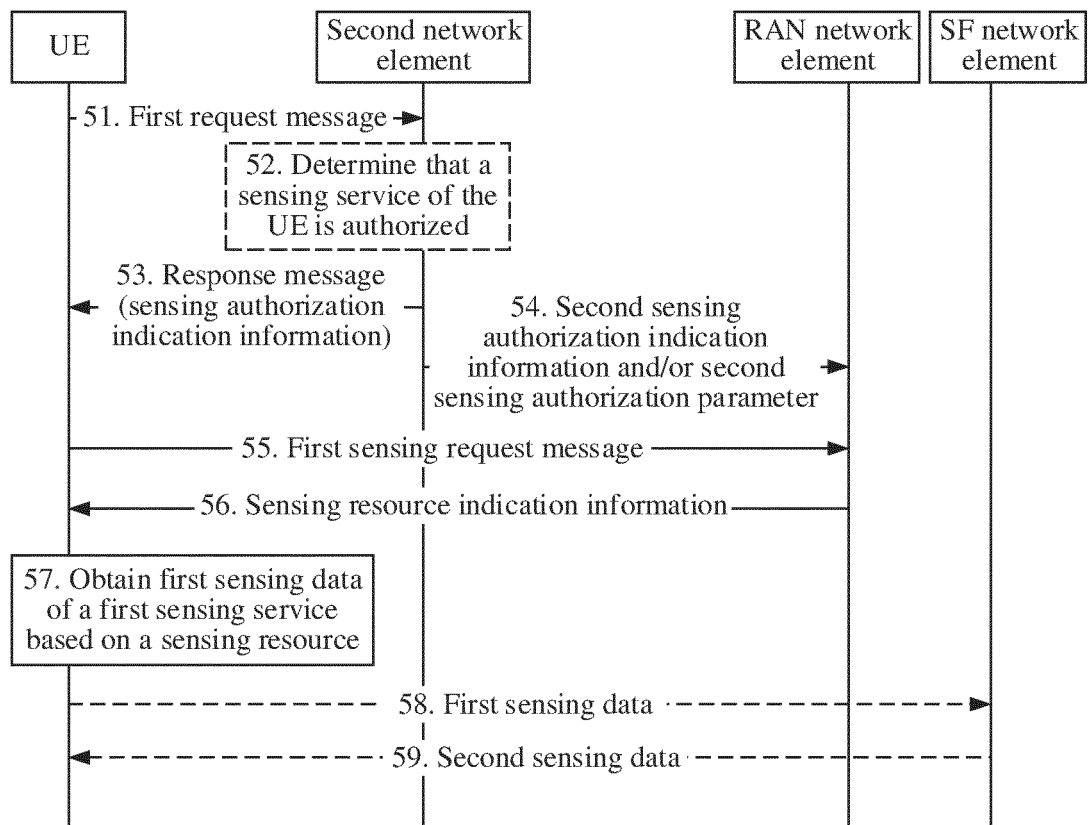 UE
Second network
element
RAN network
element
SF network
element
51. First request message
52. Determine that a
sensing service of the
UE is authorized
53. Response message
(sensing authorization
indication information)
54. Second sensing
authorization indication
information and/or second
sensing authorization parameter
55. First sensing request message
56. Sensing resource indication information
57. Obtain first sensing data
of a first sensing service
based on a sensing resource
58. First sensing data
59. Second sensing data